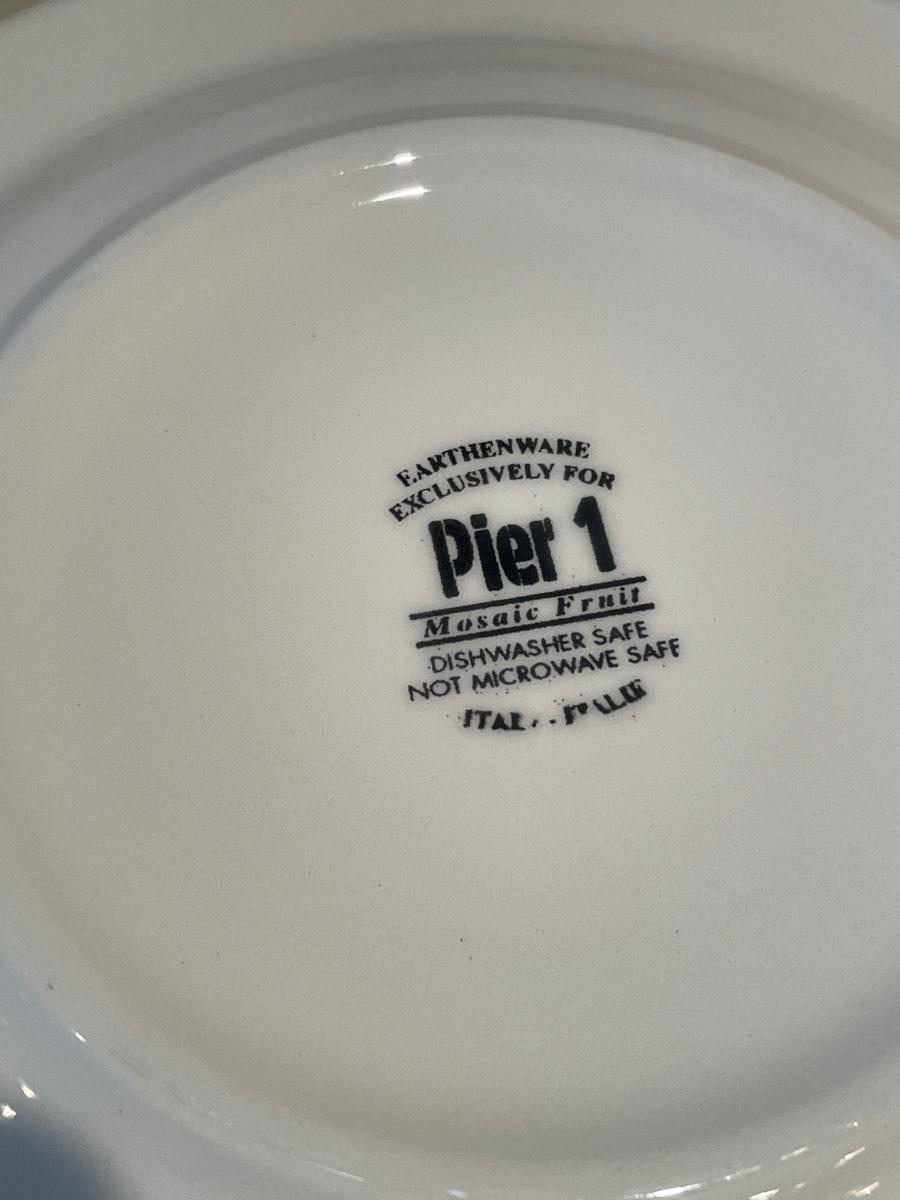 EARTHENWARE
EXCLUSIVELY FOR
Pier 1
Mosaic Fruit
DISHWASHER SAFE
NOT MICROWAVE SAFE